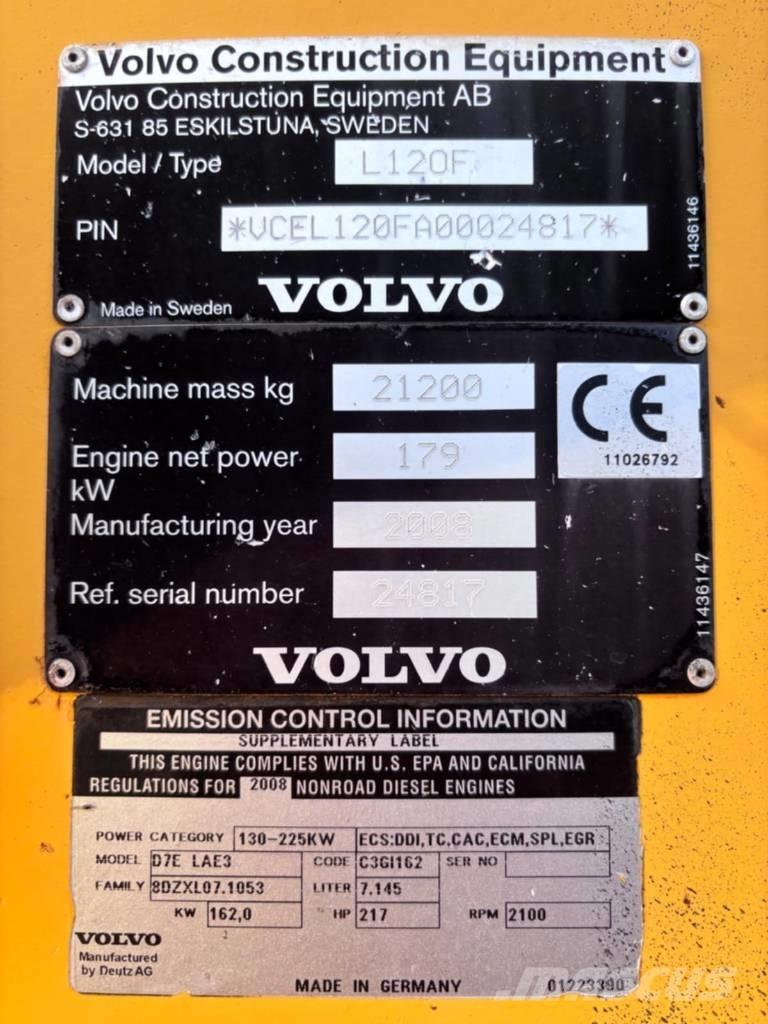 Volvo Construction Equipment
Volvo Construction Equipment AB
S-631 85 ESKILSTUNA, SWEDEN
Model / Type L120F
PIN *VCEL120FA00024817*
11436146
Made in Sweden VOLVO
Machine mass kg 21200
CE
11026792
Engine net power 179
kW
Manufacturing year 2008
Ref. serial number 24817
11436147
VOLVO
EMISSION CONTROL INFORMATION
SUPPLEMENTARY LABEL
THIS ENGINE COMPLIES WITH U.S. EPA AND CALIFORNIA
REGULATIONS FOR 2008 NONROAD DIESEL ENGINES
POWER CATEGORY 130-225KW ECS:DDI,TC,CAC,ECM,SPL,EGR
MODEL D7E LAE3 CODE C3GI162 SER NO
FAMILY 8DZXL07.1053 LITER 7.145
KW 162,0 HP 217 RPM 2100
VOLVO
Manufactured
by Deutz AG
MADE IN GERMANY 01223390
MASCUS